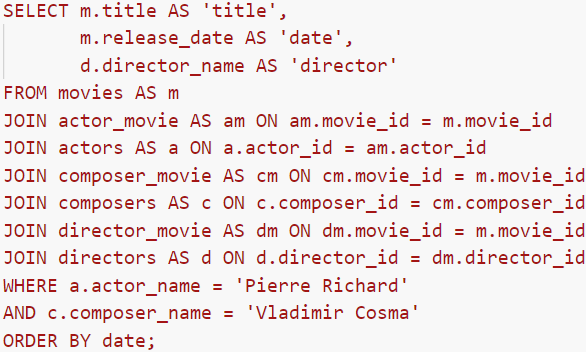 SELECT m.title AS 'title',
       m.release_date AS 'date',
       d.director_name AS 'director'
FROM movies AS m
JOIN actor_movie AS am ON am.movie_id = m.movie_id
JOIN actors AS a ON a.actor_id = am.actor_id
JOIN composer_movie AS cm ON cm.movie_id = m.movie_id
JOIN composers AS c ON c.composer_id = cm.composer_id
JOIN director_movie AS dm ON dm.movie_id = m.movie_id
JOIN directors AS d ON d.director_id = dm.director_id
WHERE a.actor_name = 'Pierre Richard'
AND c.composer_name = 'Vladimir Cosma'
ORDER BY date;